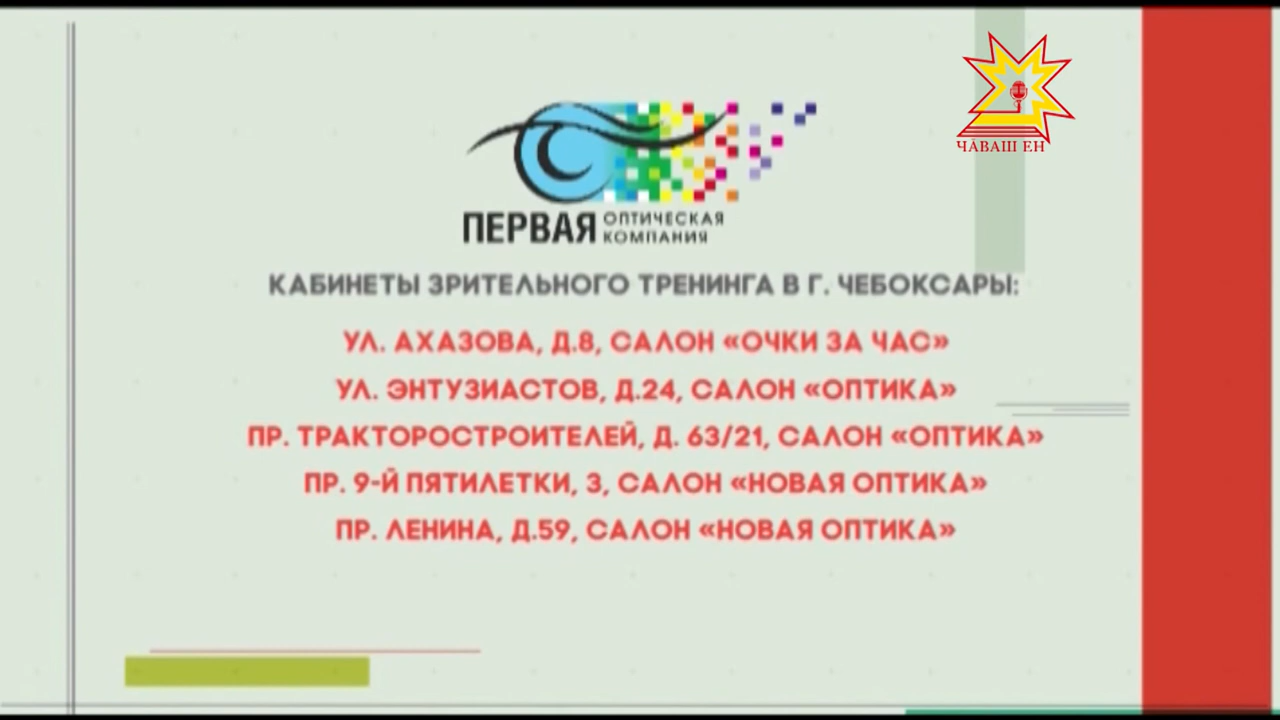 ЧӐВАШ ЕН
ПЕРВАЯ ОПТИЧЕСКАЯ КОМПАНИЯ
КАБИНЕТЫ ЗРИТЕЛЬНОГО ТРЕНИНГА В Г. ЧЕБОКСАРЫ:
УЛ. АХАЗОВА, Д.8, САЛОН «ОЧКИ ЗА ЧАС»
УЛ. ЭНТУЗИАСТОВ, Д.24, САЛОН «ОПТИКА»
ПР. ТРАКТОРОСТРОИТЕЛЕЙ, Д. 63/21, САЛОН «ОПТИКА»
ПР. 9-Й ПЯТИЛЕТКИ, 3, САЛОН «НОВАЯ ОПТИКА»
ПР. ЛЕНИНА, Д.59, САЛОН «НОВАЯ ОПТИКА»